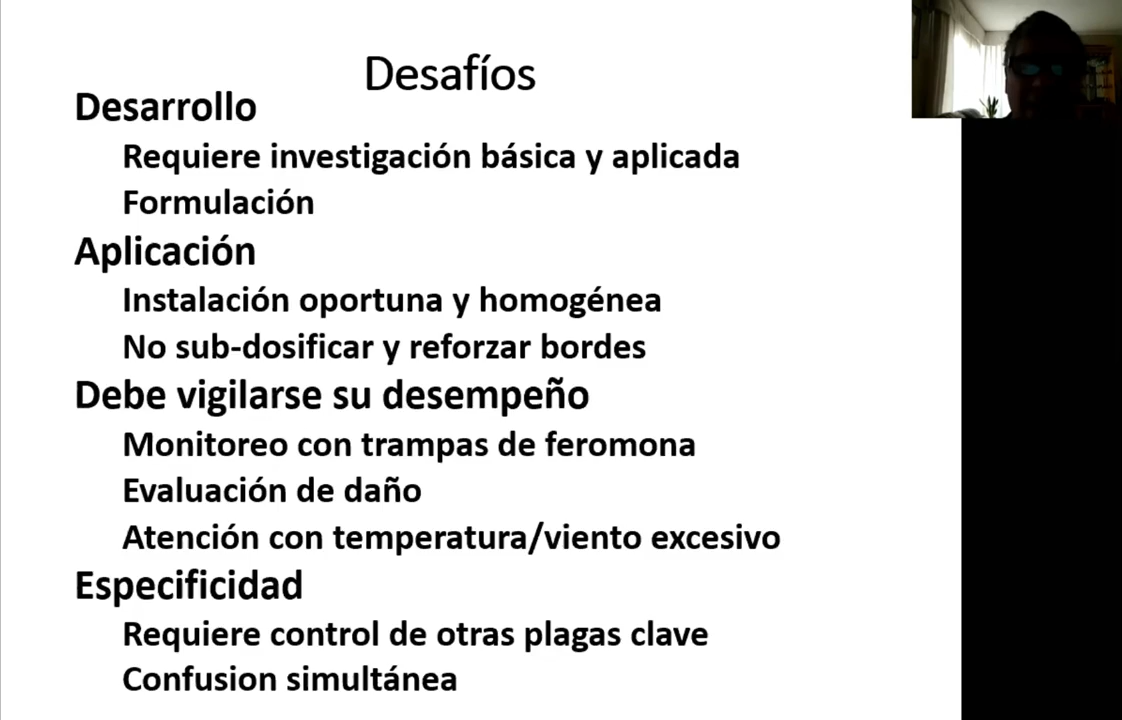 Desafíos
Desarrollo
Requiere investigación básica y aplicada
Formulación
Aplicación
Instalación oportuna y homogénea
No sub-dosificar y reforzar bordes
Debe vigilarse su desempeño
Monitoreo con trampas de feromona
Evaluación de daño
Atención con temperatura/viento excesivo
Especificidad
Requiere control de otras plagas clave
Confusion simultánea